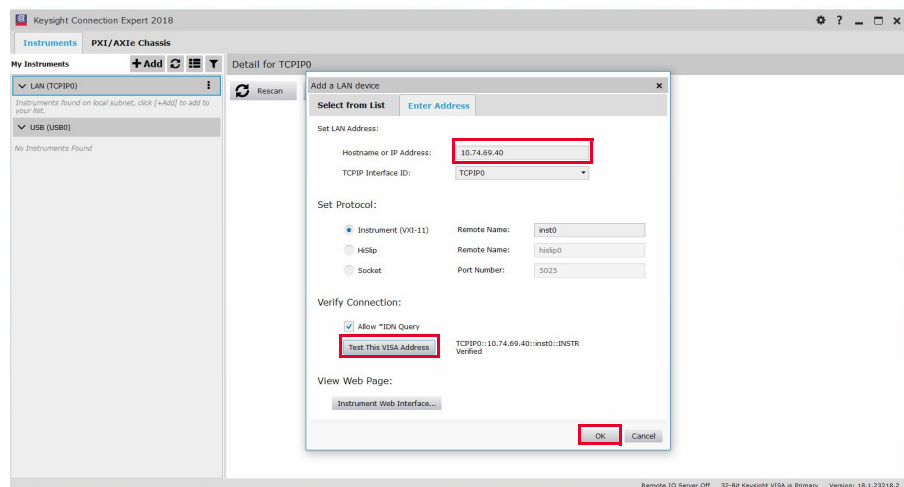 Keysight Connection Expert 2018
Instruments PXI/AXIe Chassis
My Instruments +Add
Detail for TCPIP0
LAN (TCPIP0)
Instruments found on local subnet, click [+Add] to add to
your list.
USB (USB0)
No Instruments Found
Rescan
Add a LAN device
Select from List Enter Address
Set LAN Address:
Hostname or IP Address: 10.74.69.40
TCPIP Interface ID: TCPIP0
Set Protocol:
Instrument (VXI-11) Remote Name: inst0
HiSlip Remote Name: hislip0
Socket Port Number: 5025
Verify Connection:
Allow *IDN Query
Test This VISA Address TCPIP0::10.74.69.40::inst0::INSTR
Verified
View Web Page:
Instrument Web Interface...
OK Cancel
Remote IO Server Off 32-Bit Keysight VISA is Primary Version: 18.1.23218.2